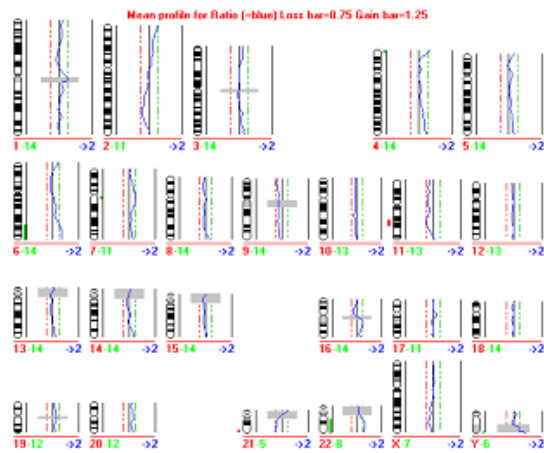 Mean profile for Ratio (=blue) Loss bar=0.75 Gain bar=1.25
1-14 ->2 2-11 ->2 3-14 ->2 4-14 ->2 5-14 ->2
6-14 ->2 7-11 ->2 8-14 ->2 9-14 ->2 10-13 ->2 11-13 ->2 12-13 ->2
13-14 ->2 14-14 ->2 15-14 ->2 16-14 ->2 17-11 ->2 18-14 ->2
19-12 ->2 20-12 ->2 21-5 ->2 22-8 ->2 X-7 ->2 Y-6 ->2